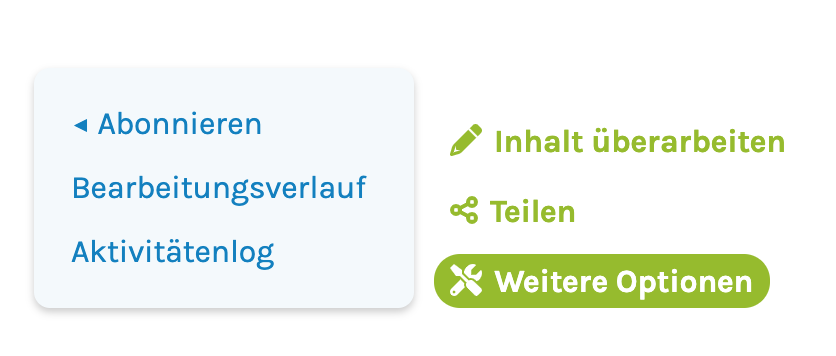 ◂ Abonnieren
Bearbeitungsverlauf
Aktivitätenlog
Inhalt überarbeiten
Teilen
Weitere Optionen